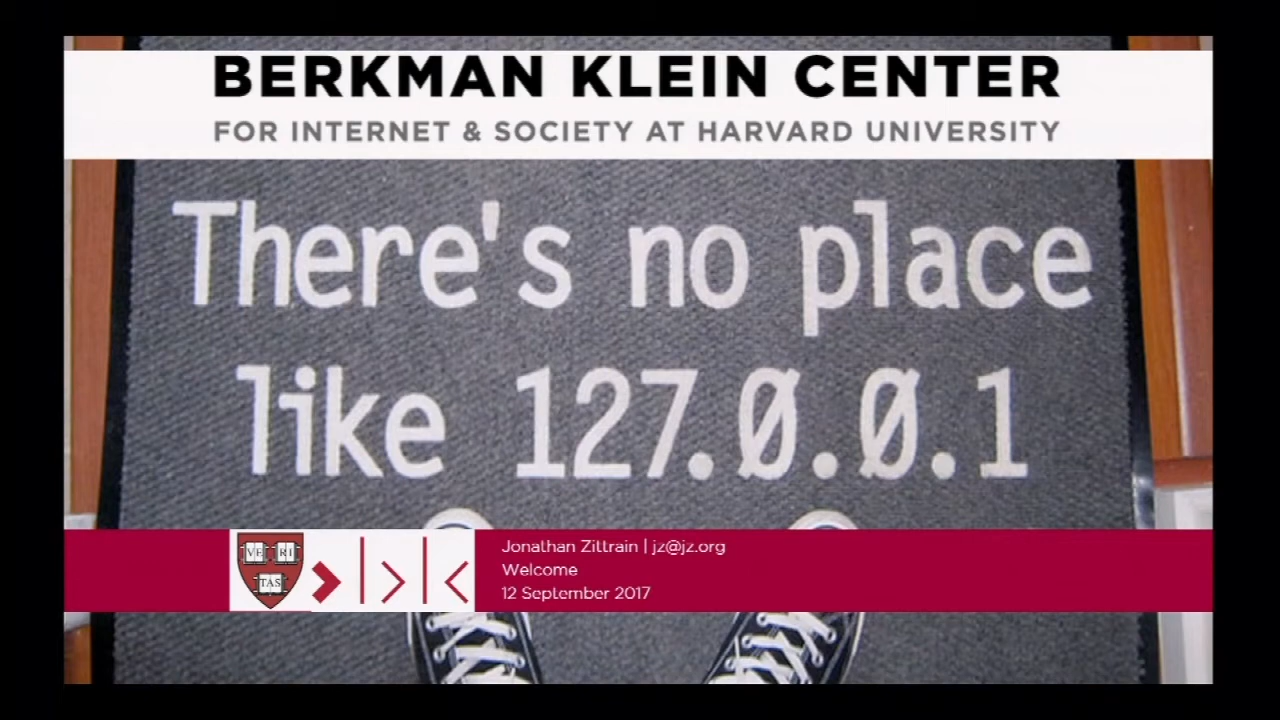 BERKMAN KLEIN CENTER
FOR INTERNET & SOCIETY AT HARVARD UNIVERSITY
There's no place
like 127.0.0.1
VE RI
TAS
Jonathan Zittrain | jz@jz.org
Welcome
12 September 2017